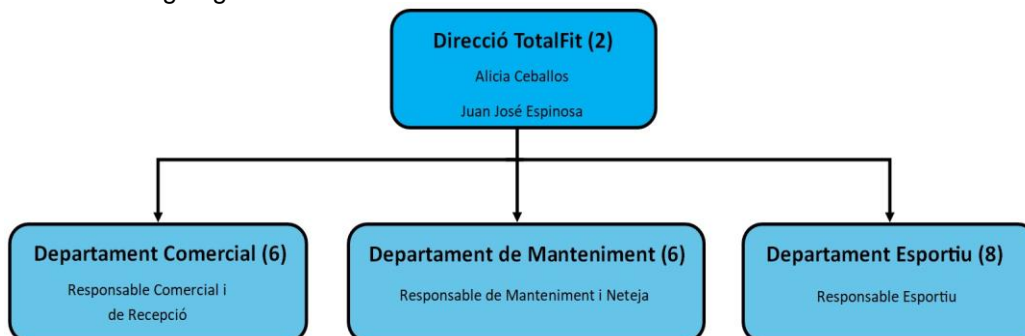 Direcció TotalFit (2)
Alicia Ceballos
Juan José Espinosa
Departament Comercial (6)
Responsable Comercial i
de Recepció
Departament de Manteniment (6)
Responsable de Manteniment i Neteja
Departament Esportiu (8)
Responsable Esportiu